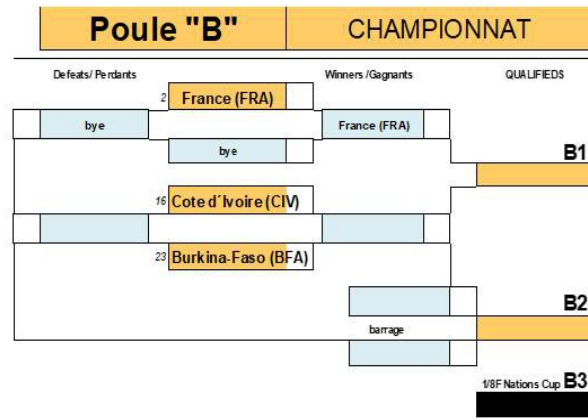 Poule "B" CHAMPIONNAT
Defeats/ Perdants Winners /Gagnants QUALIFIEDS
2 France (FRA)
bye France (FRA)
bye B1
16 Cote d´Ivoire (CIV)
23 Burkina-Faso (BFA)
B2
barrage
1/8F Nations Cup B3